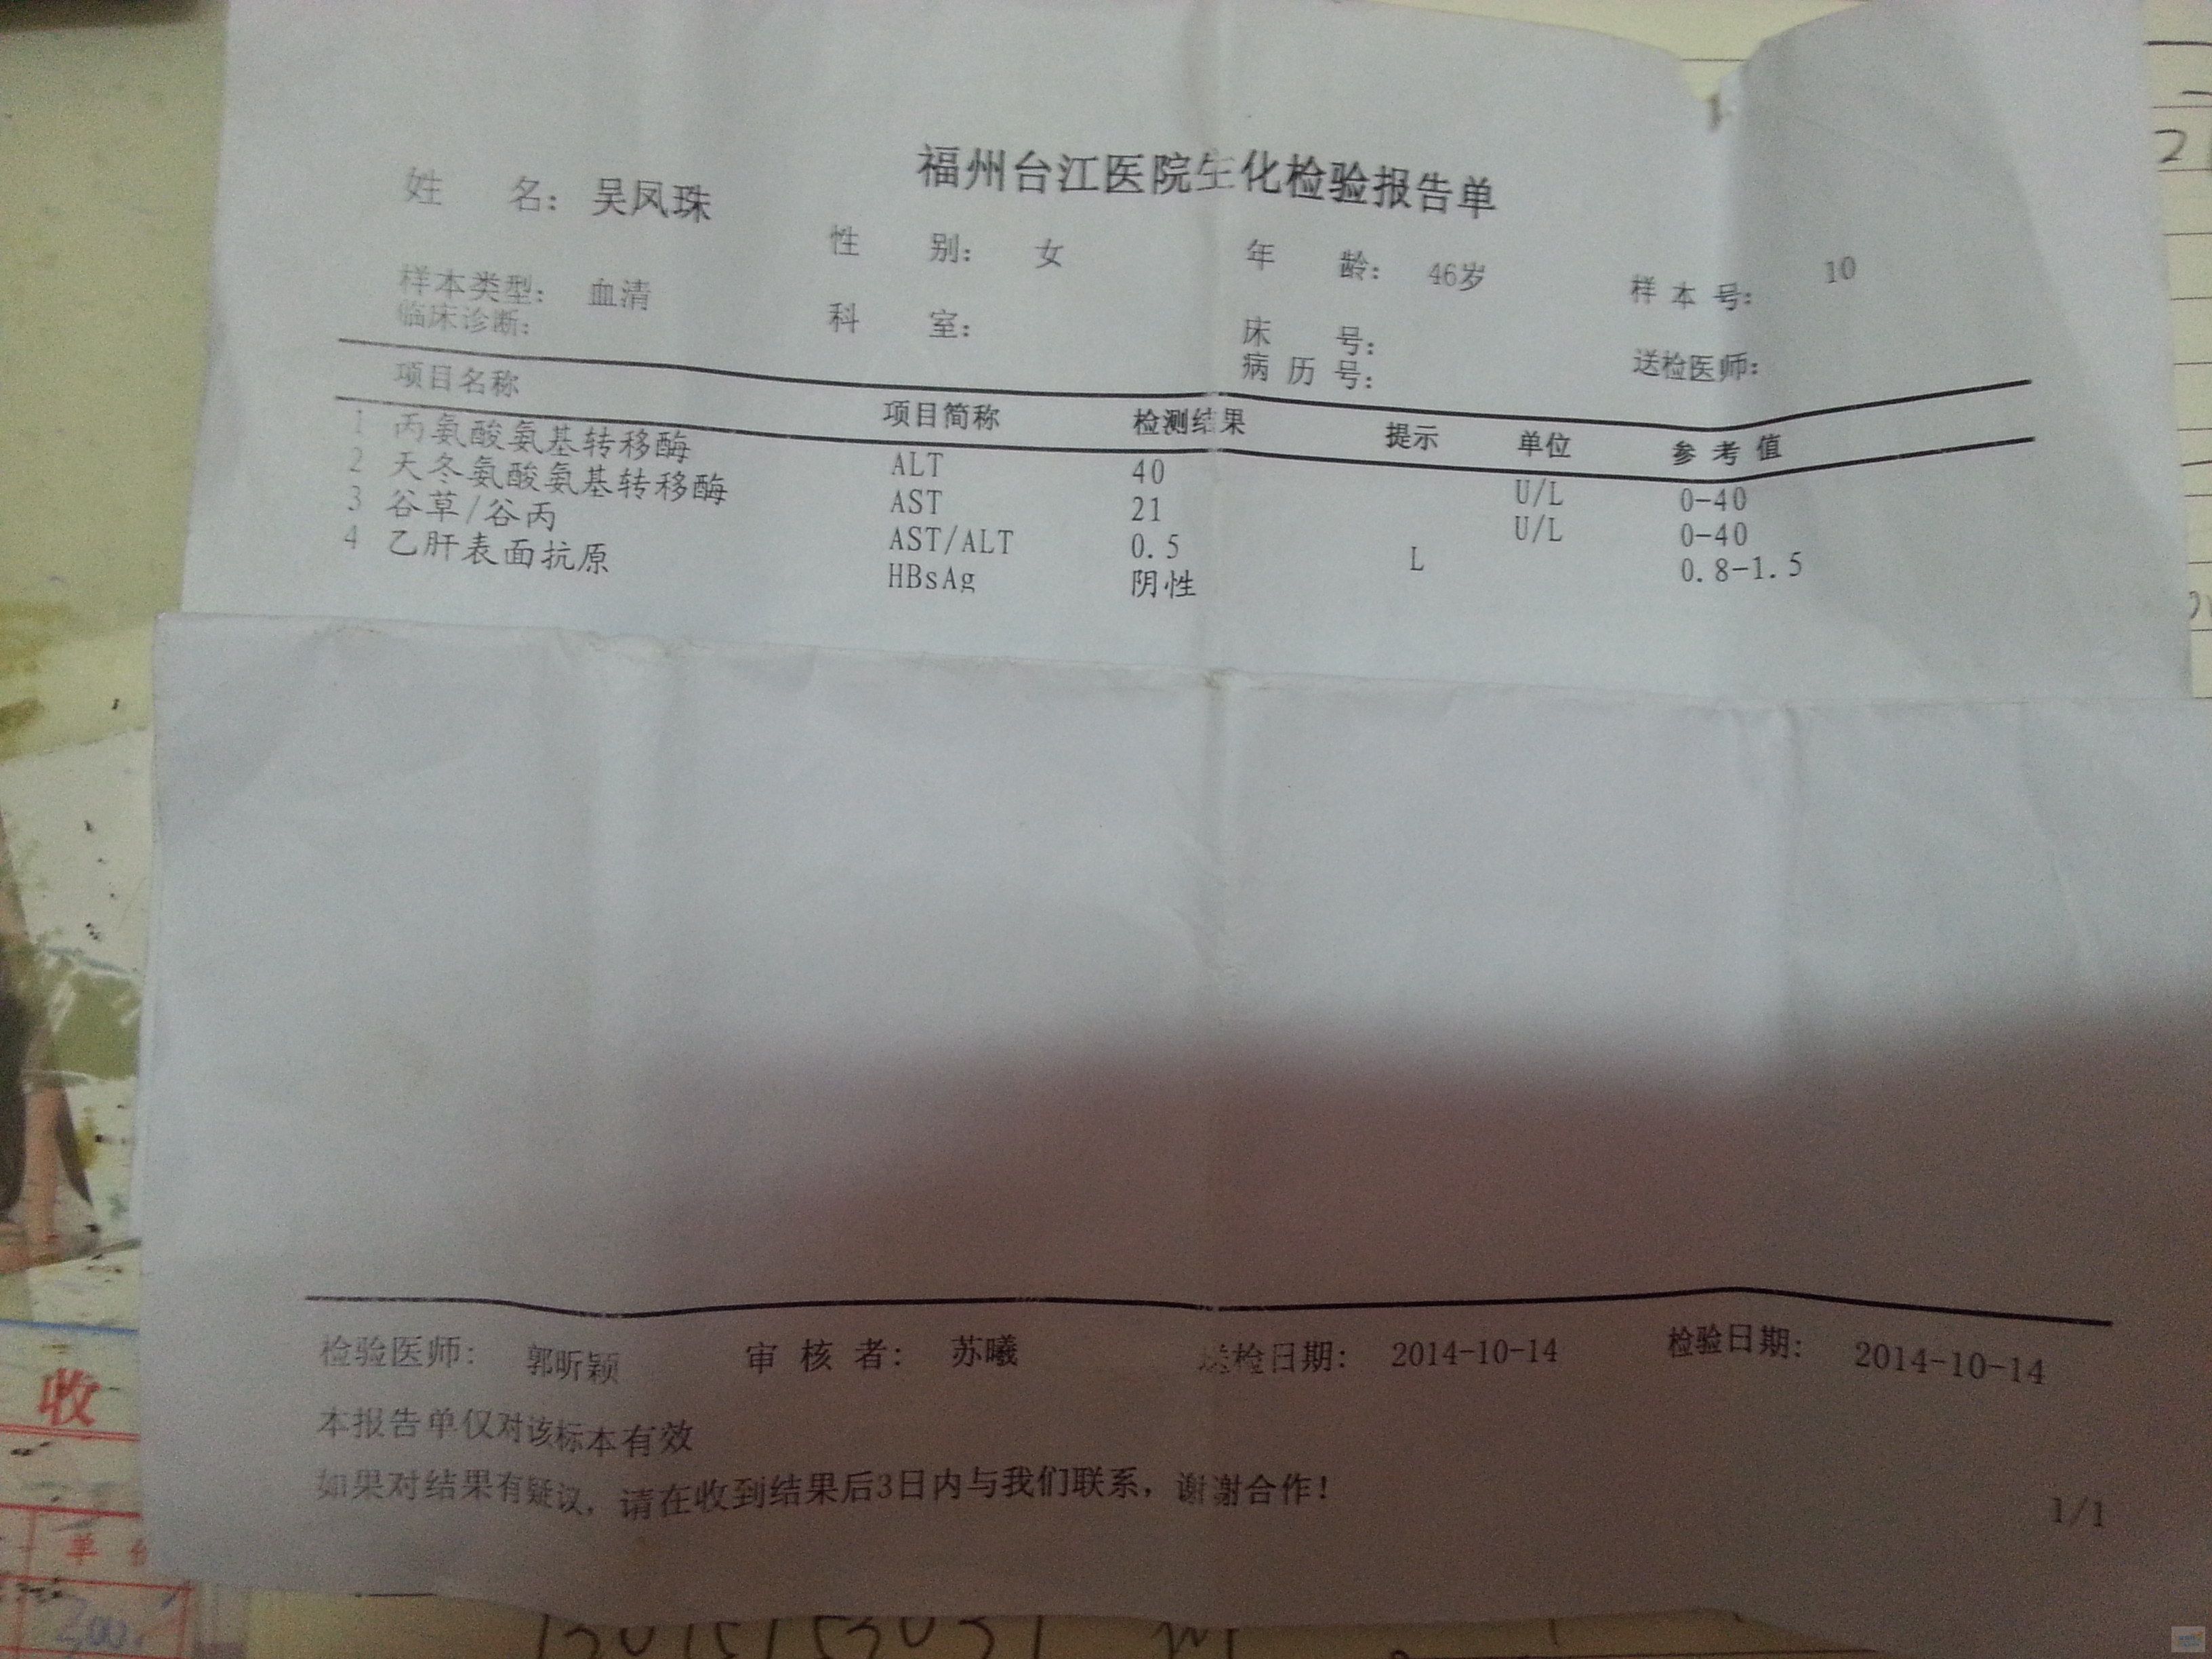 福州台江医院生化检验报告单
姓 名: 吴凤珠 性 别: 女 年 龄: 46岁 样 本 号: 10
样本类型: 血清 科 室: 床 号: 送检医师:
临床诊断: 病 历 号:
项目名称 项目简称 检测结果 提示 单位 参 考 值
1 丙氨酸氨基转移酶 ALT 40 U/L 0-40
2 天冬氨酸氨基转移酶 AST 21 U/L 0-40
3 谷草/谷丙 AST/ALT 0.5 L 0.8-1.5
4 乙肝表面抗原 HBsAg 阴性
检验医师: 郭昕颖 审 核 者: 苏曦 送检日期: 2014-10-14 检验日期: 2014-10-14
本报告单仅对该标本有效
如果对结果有疑议, 请在收到结果后3日内与我们联系, 谢谢合作!
1/1
收
单